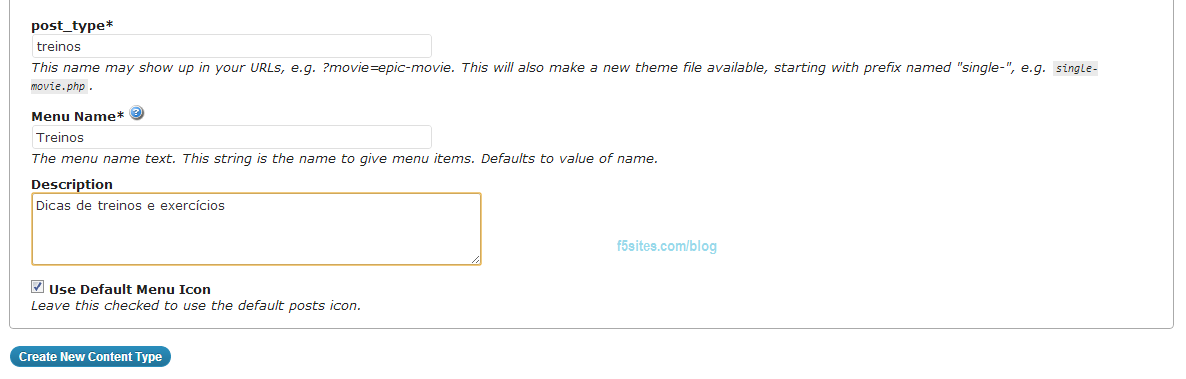 post_type*
treinos
This name may show up in your URLs, e.g. ?movie=epic-movie. This will also make a new theme file available, starting with prefix named "single-", e.g. single-
movie.php.
Menu Name* ?
Treinos
The menu name text. This string is the name to give menu items. Defaults to value of name.
Description
Dicas de treinos e exercícios
f5sites.com/blog
Use Default Menu Icon
Leave this checked to use the default posts icon.
Create New Content Type